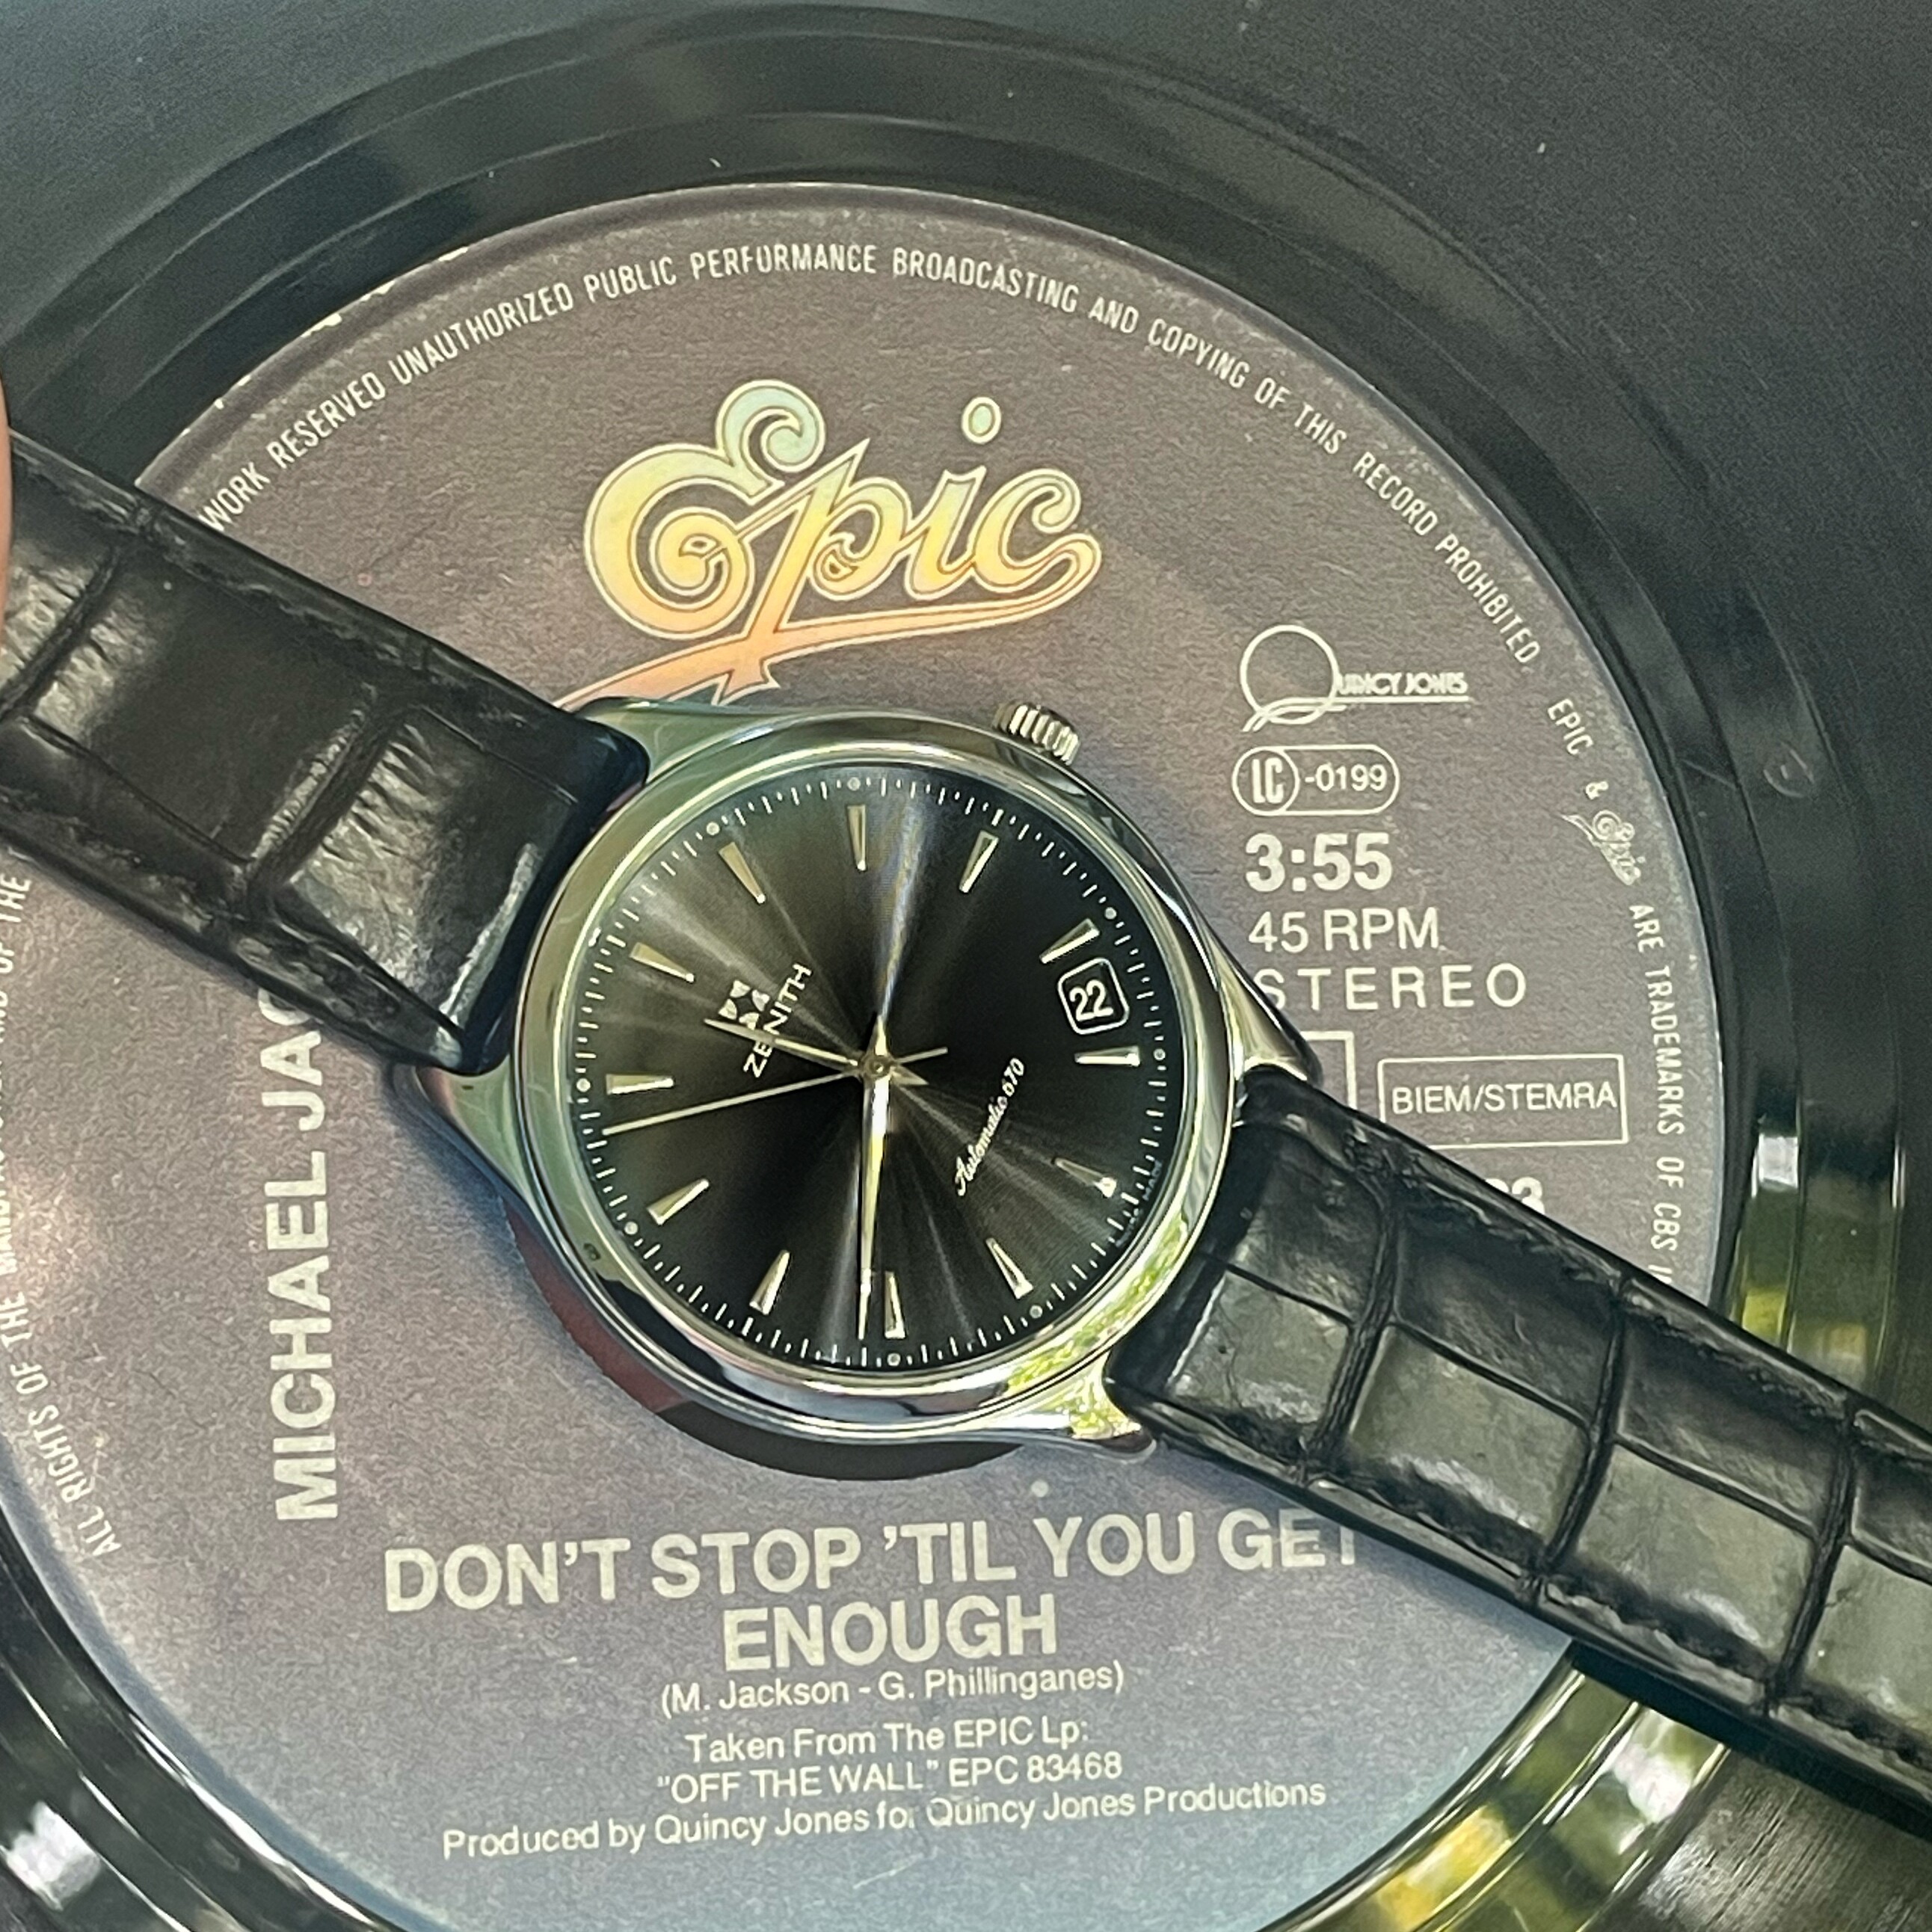 WORK RESERVED UNAUTHORIZED PUBLIC PERFORMANCE BROADCASTING AND COPYING OF THIS RECORD PROHIBITED EPIC & Epic ARE TRADEMARKS OF CBS
Epic
QUINCY JONES
LC-0199
3:55
45 RPM
STEREO
BIEM/STEMRA
ZENITH
22
Automatic 670
MICHAEL JAC
DON'T STOP 'TIL YOU GET
ENOUGH
(M. Jackson - G. Phillinganes)
Taken From The EPIC Lp:
"OFF THE WALL" EPC 83468
Produced by Quincy Jones for Quincy Jones Productions
ALL RIGHTS OF THE